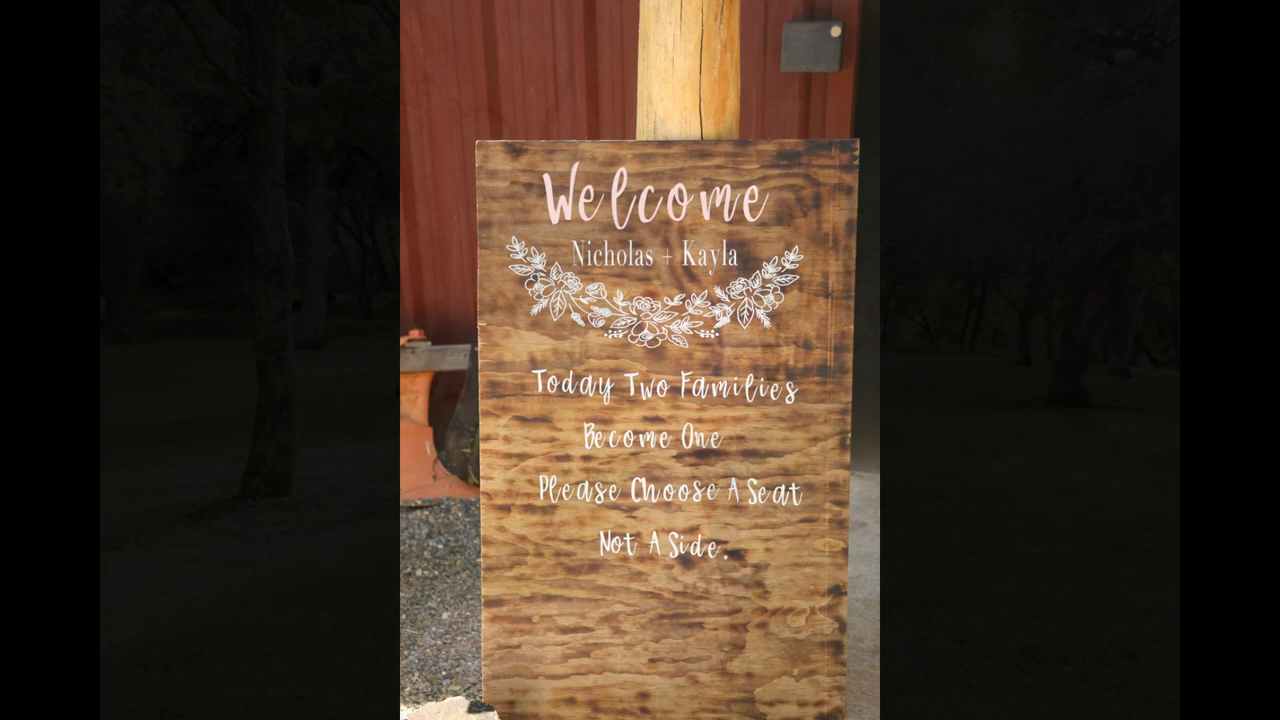 Welcome
Nicholas + Kayla
Today Two Families
Become One
Please Choose A Seat
Not A Side.